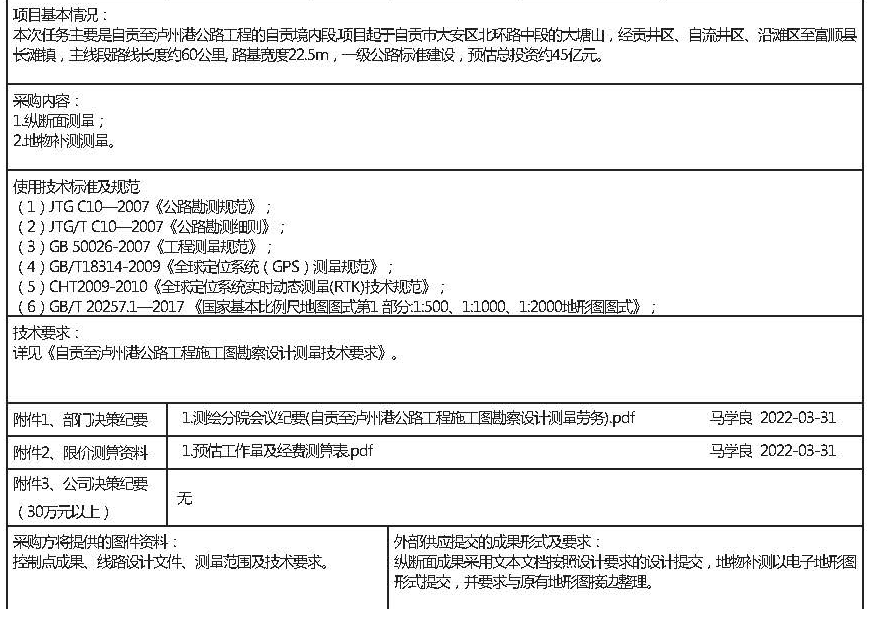 项目基本情况：
本次任务主要是自贡至泸州港公路工程的自贡境内段,项目起于自贡市大安区北环路中段的大塘山，经贡井区、自流井区、沿滩区至富顺县
长滩镇，主线段路线长度约60公里, 路基宽度22.5m，一级公路标准建设，预估总投资约45亿元。
采购内容：
1.纵断面测量；
2.地物补测测量。
使用技术标准及规范
（1）JTG C10—2007《公路勘测规范》；
（2）JTG/T C10—2007《公路勘测细则》；
（3）GB 50026-2007《工程测量规范》；
（4）GB/T18314-2009《全球定位系统（GPS）测量规范》；
（5）CHT2009-2010《全球定位系统实时动态测量(RTK)技术规范》；
（6）GB/T 20257.1—2017 《国家基本比例尺地图图式第1 部分:1:500、1:1000、1:2000地形图图式》；
技术要求：
详见《自贡至泸州港公路工程施工图勘察设计测量技术要求》。
附件1、部门决策纪要 1.测绘分院会议纪要(自贡至泸州港公路工程施工图勘察设计测量劳务).pdf 马学良 2022-03-31
附件2、限价测算资料 1.预估工作量及经费测算表.pdf 马学良 2022-03-31
附件3、公司决策纪要
（30万元以上） 无
采购方将提供的图件资料：
控制点成果、线路设计文件、测量范围及技术要求。
外部供应提交的成果形式及要求：
纵断面成果采用文本文档按照设计要求的设计提交，地物补测以电子地形图
形式提交，并要求与原有地形图接边整理。